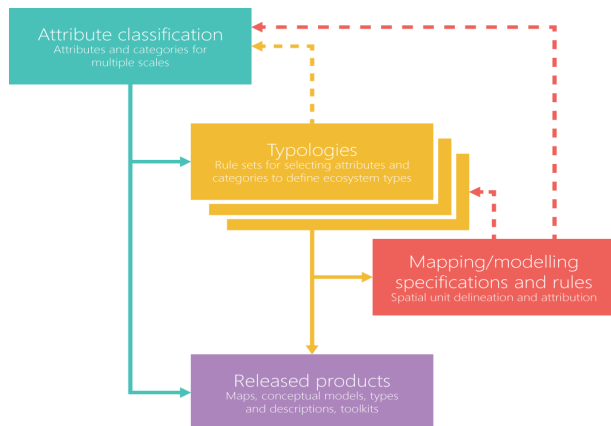 Attribute classification
Attributes and categories for
multiple scales
Typologies
Rule sets for selecting attributes and
categories to define ecosystem types
Mapping/modelling
specifications and rules
Spatial unit delineation and attribution
Released products
Maps, conceptual models, types
and descriptions, toolkits